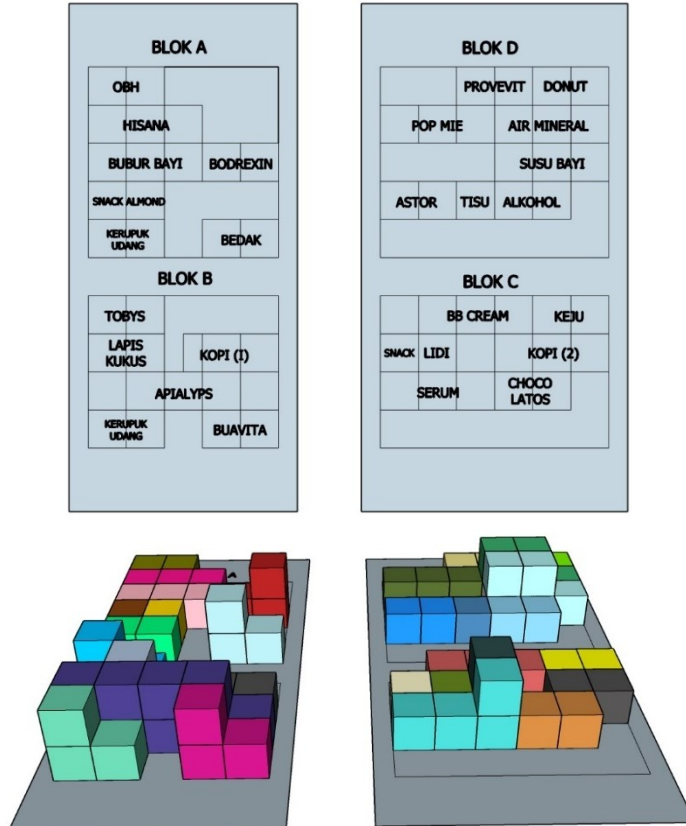 BLOK A
OBH
HISANA
BUBUR BAYI BODREXIN
SNACK ALMOND
KERUPUK
UDANG
BEDAK
BLOK B
TOBYS
LAPIS
KUKUS
KOPI (1)
APIALYPS
KERUPUK
UDANG
BUAVITA
BLOK D
PROVEVIT DONUT
POP MIE AIR MINERAL
SUSU BAYI
ASTOR TISU ALKOHOL
BLOK C
BB CREAM KEJU
SNACK LIDI KOPI (2)
SERUM
CHOCO
LATOS